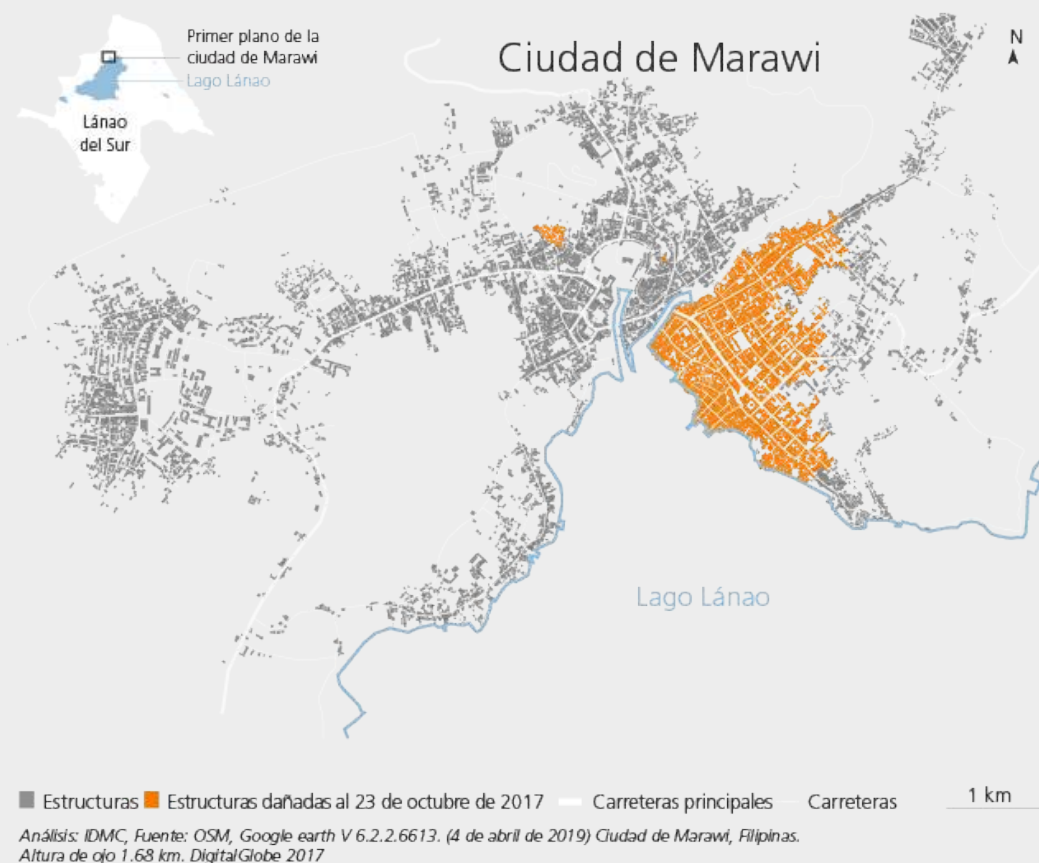 Primer plano de la
ciudad de Marawi
Lago Lánao
Lánao
del Sur
Ciudad de Marawi
N
Lago Lánao
Estructuras
Estructuras dañadas al 23 de octubre de 2017
Carreteras principales
Carreteras
1 km
Análisis: IDMC, Fuente: OSM, Google earth V 6.2.2.6613. (4 de abril de 2019) Ciudad de Marawi, Filipinas.
Altura de ojo 1.68 km. DigitalGlobe 2017